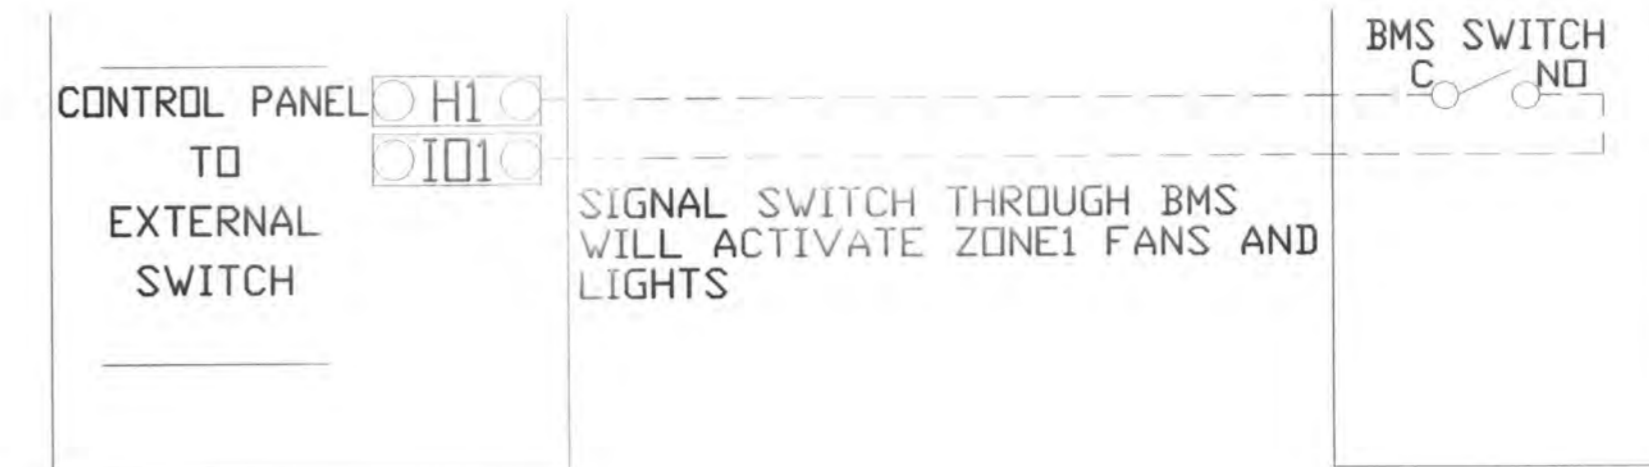 BMS SWITCH
C NO
CONTROL PANEL H1
TO IO1
EXTERNAL
SWITCH
SIGNAL SWITCH THROUGH BMS
WILL ACTIVATE ZONE1 FANS AND
LIGHTS